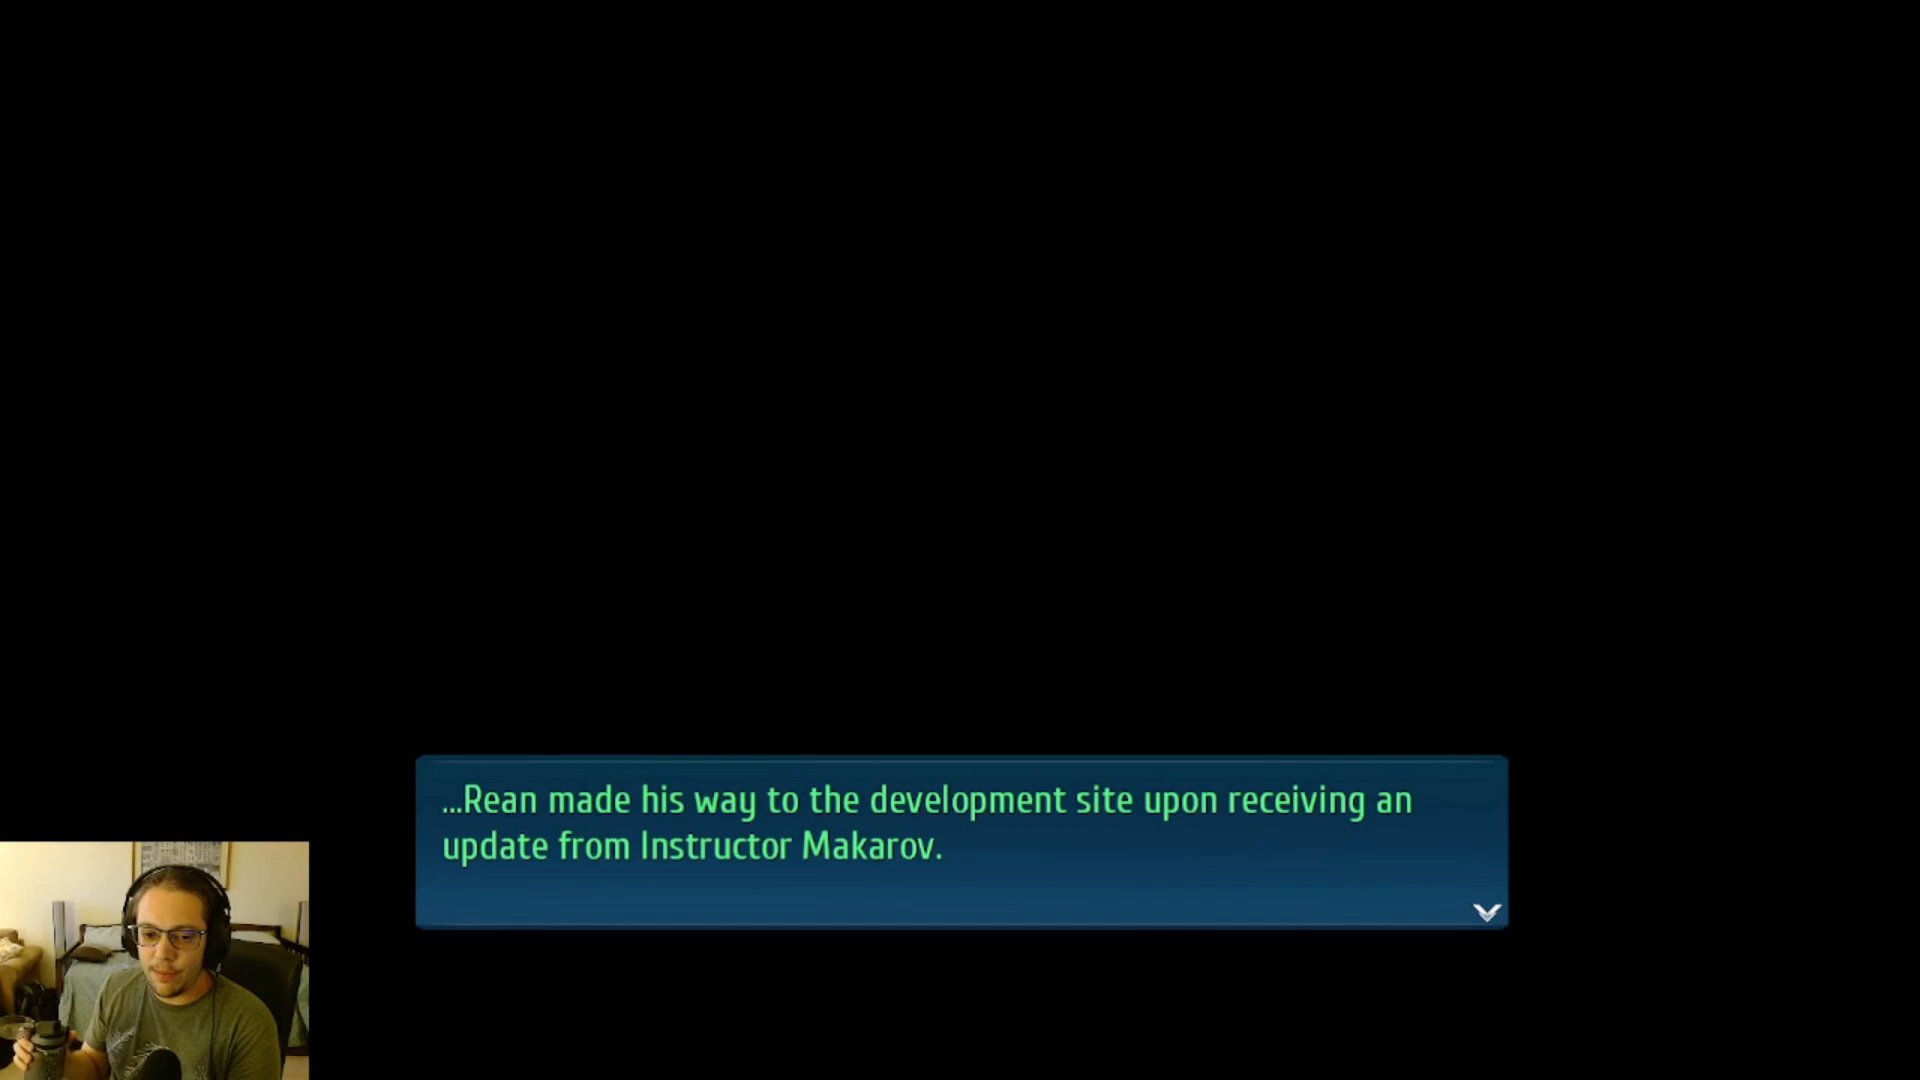 ...Rean made his way to the development site upon receiving an
update from Instructor Makarov.